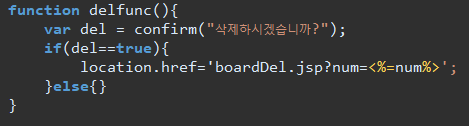 function delfunc(){
    var del = confirm("삭제하시겠습니까?");
    if(del==true){
        location.href='boardDel.jsp?num=<%=num%>';
    }else{}
}